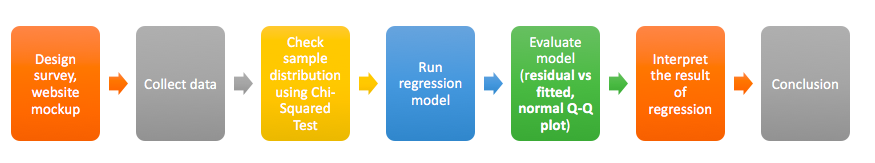 Design
survey,
website
mockup
Collect data
Check
sample
distribution
using Chi-
Squared
Test
Run
regression
model
Evaluate
model
(residual vs
fitted,
normal Q-Q
plot)
Interpret
the result
of
regression
Conclusion